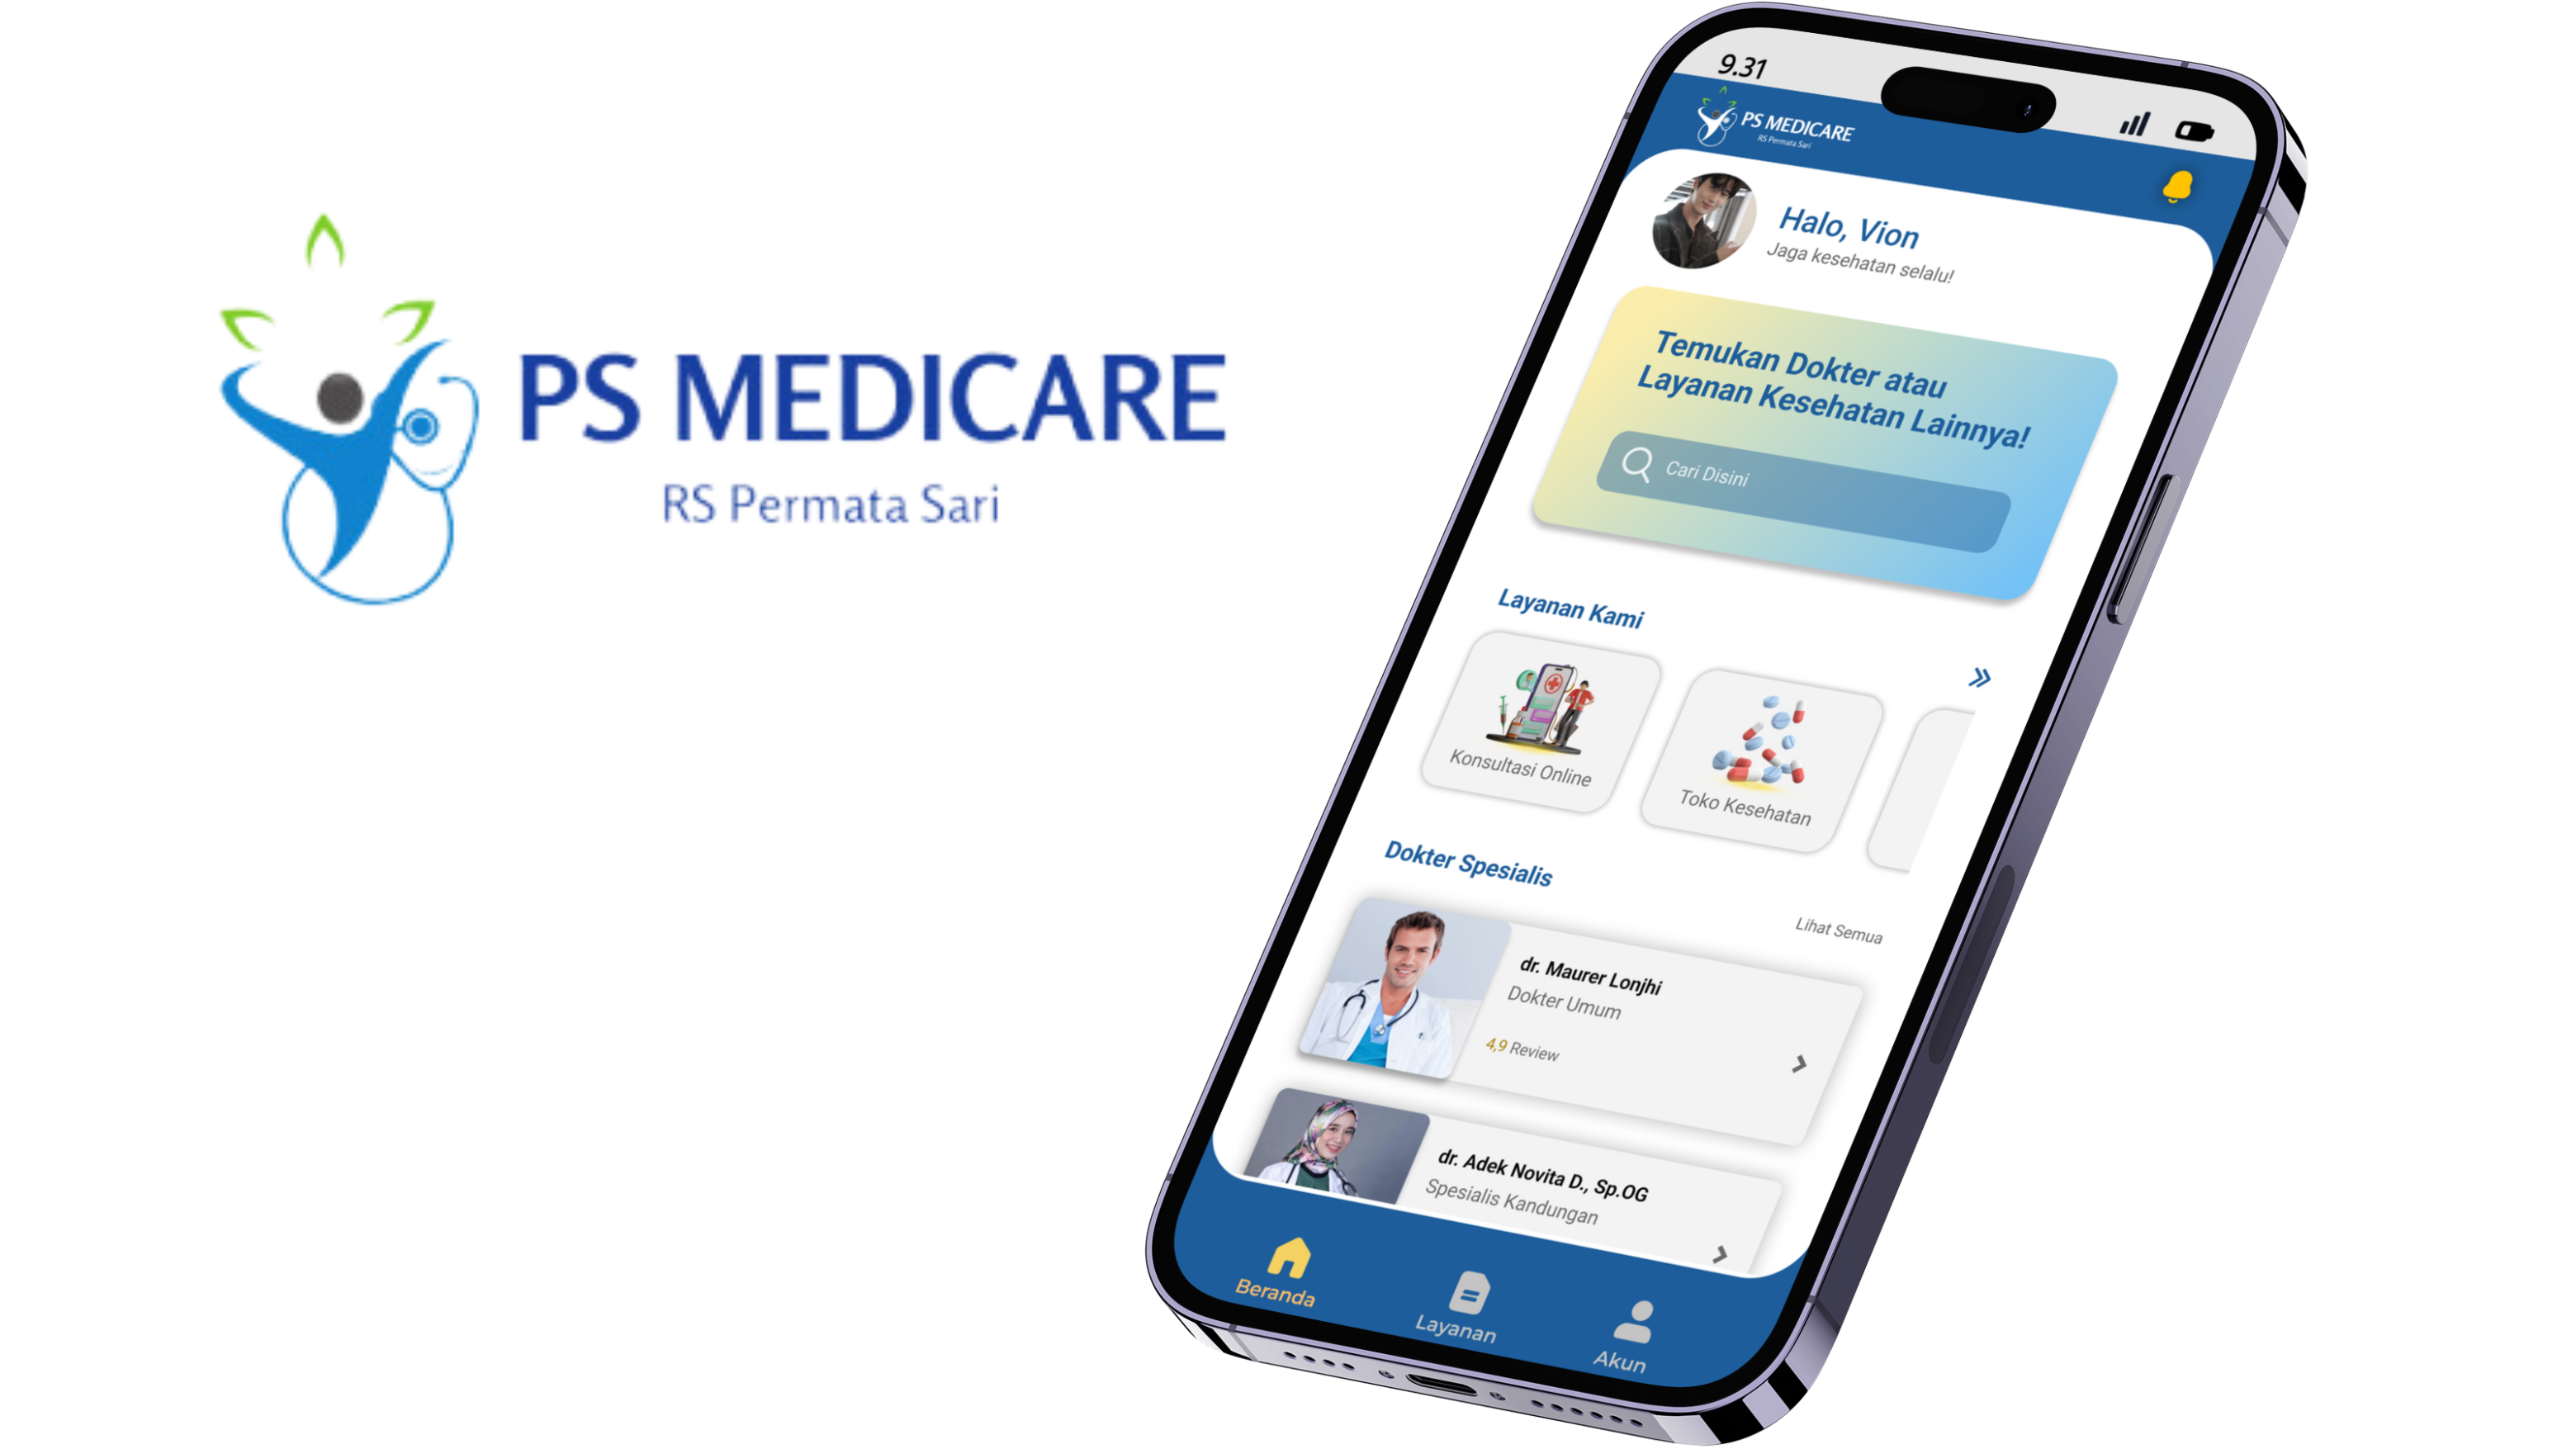 PS MEDICARE
RS Permata Sari
9.31
PS MEDICARE
RS Permata Sari
Halo, Vion
Jaga kesehatan selalu!
Temukan Dokter atau
Layanan Kesehatan Lainnya!
Cari Disini
Layanan Kami
Konsultasi Online
Toko Kesehatan
Dokter Spesialis
Lihat Semua
dr. Maurer Lonjhi
Dokter Umum
4,9 Review
dr. Adek Novita D., Sp.OG
Spesialis Kandungan
Beranda
Layanan
Akun